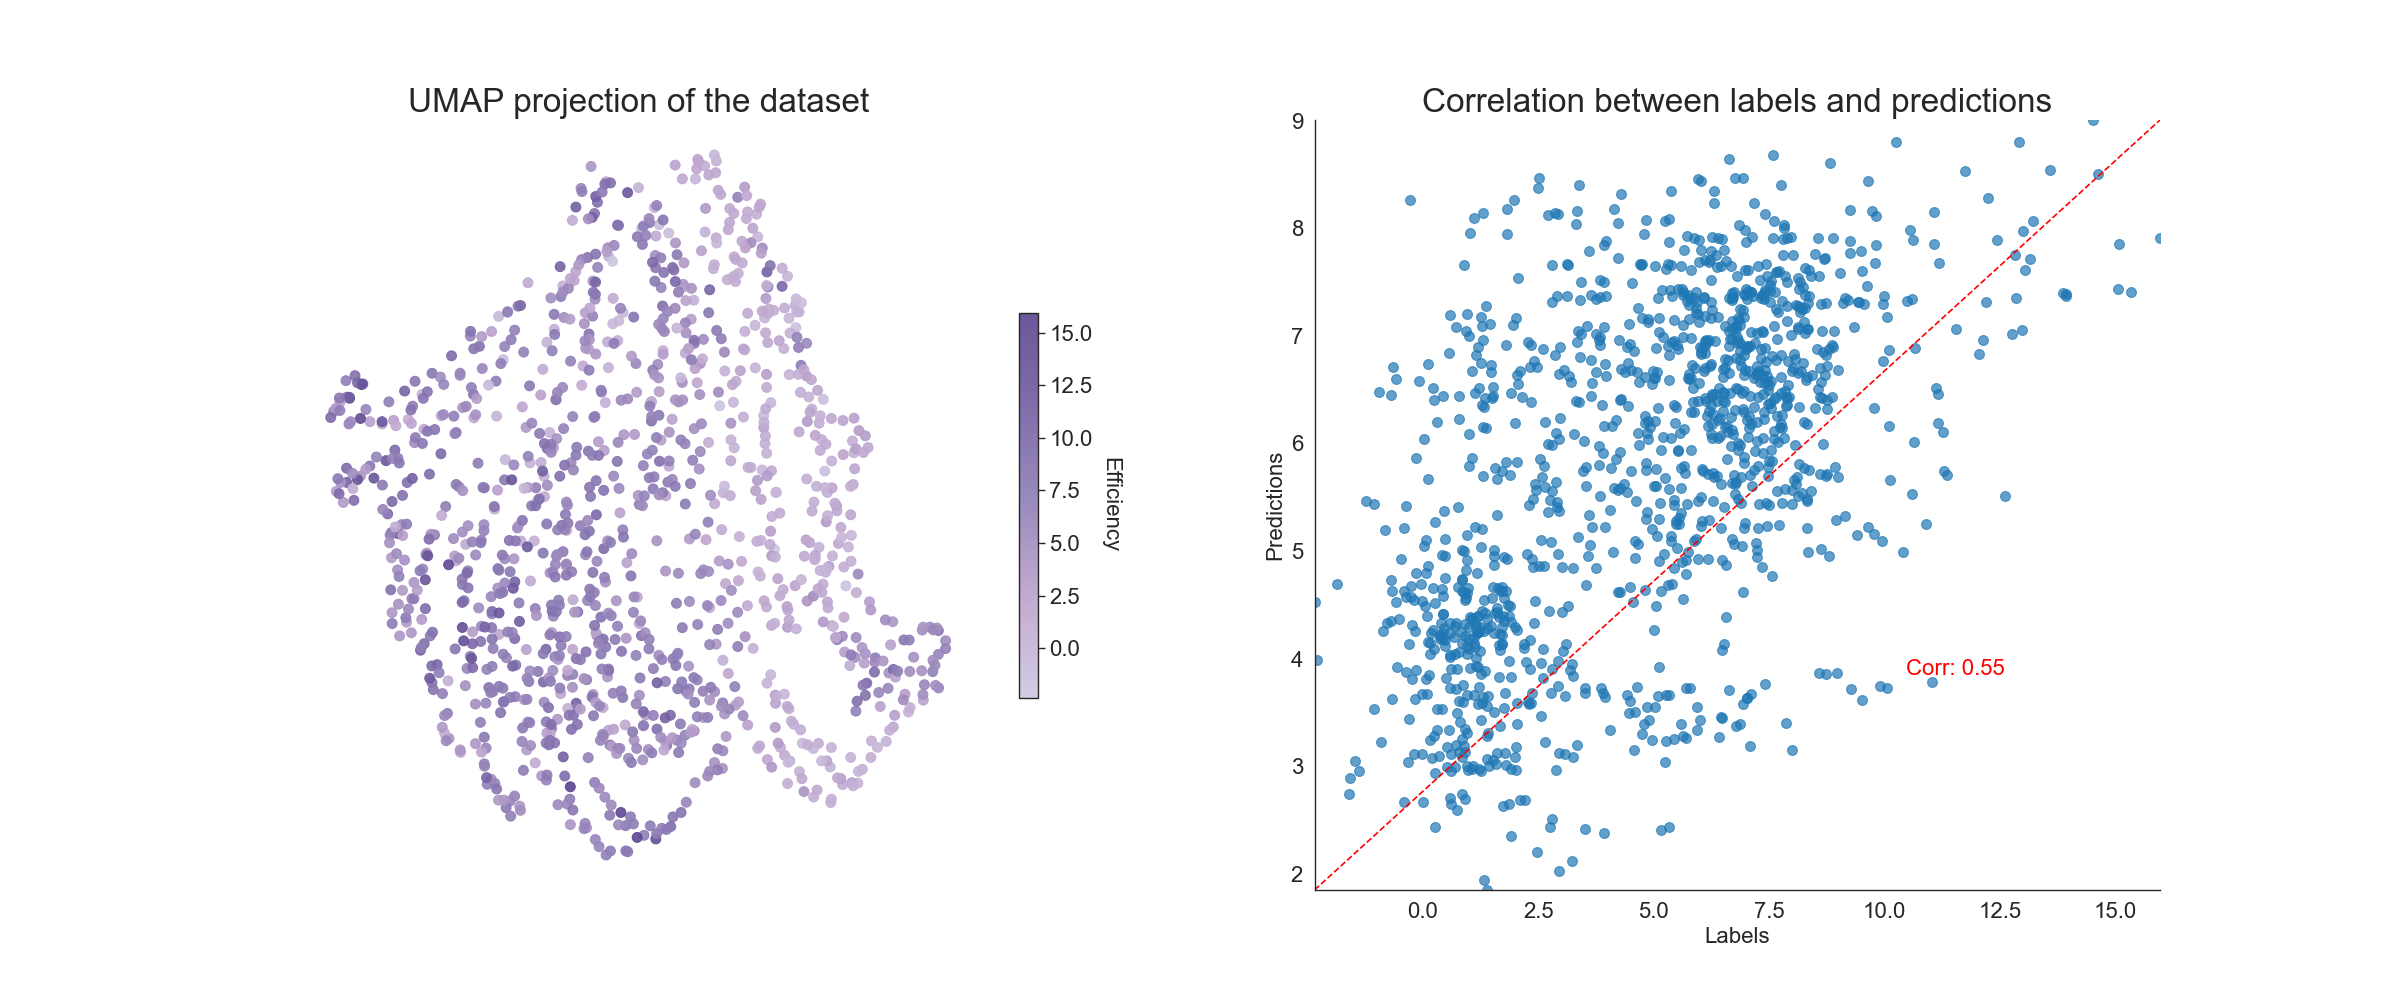 UMAP projection of the dataset
15.0
12.5
10.0
7.5
5.0
2.5
0.0
Efficiency
Correlation between labels and predictions
9
8
7
6
5
4
3
2
Predictions
Corr: 0.55
0.0 2.5 5.0 7.5 10.0 12.5 15.0
Labels